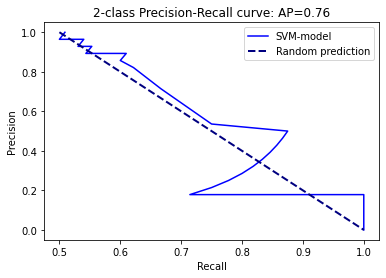 2-class Precision-Recall curve: AP=0.76
SVM-model
Random prediction
Precision
1.0
0.8
0.6
0.4
0.2
0.0
0.5
0.6
0.7
0.8
0.9
1.0
Recall